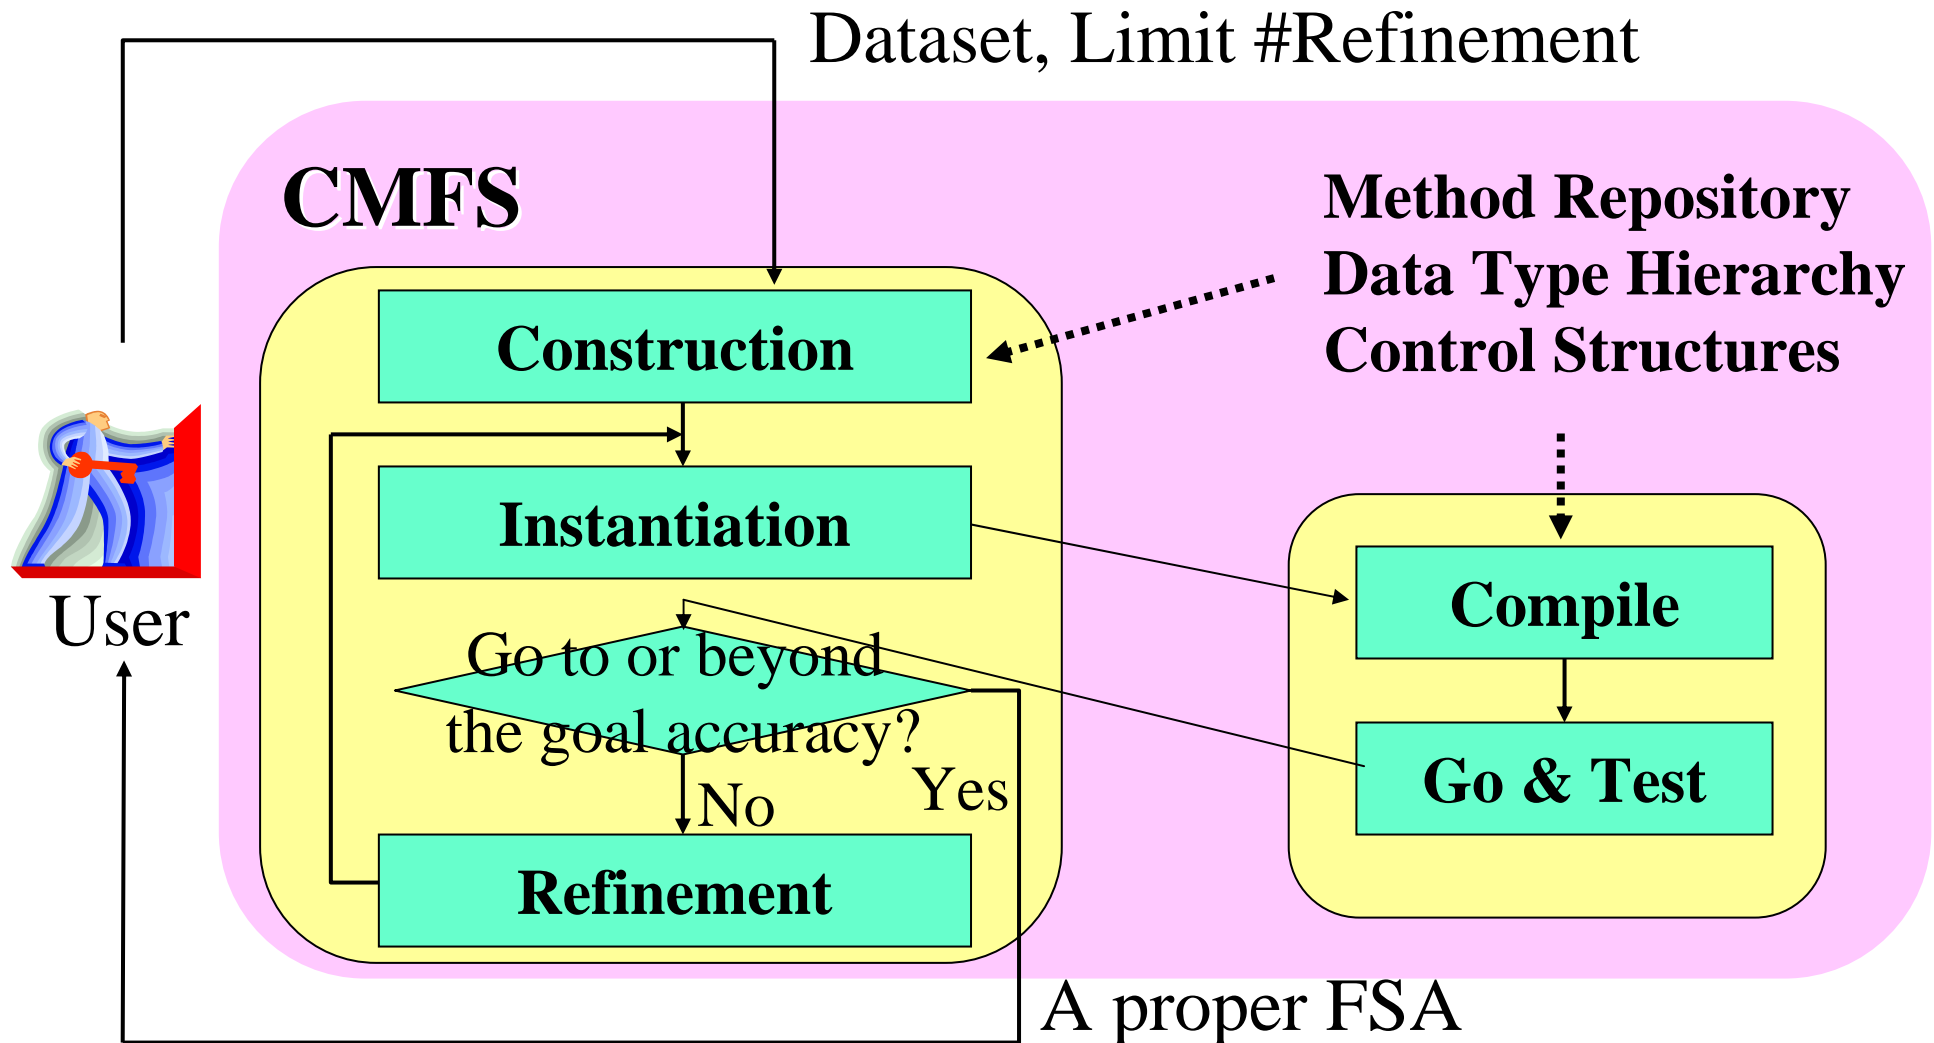 Dataset, Limit #Refinement
CMFS
Method Repository
Data Type Hierarchy
Control Structures
Construction
Instantiation
User
Go to or beyond
the goal accuracy?
No
Yes
Refinement
Compile
Go & Test
A proper FSA